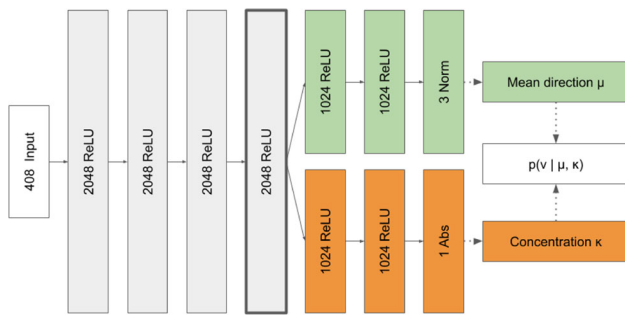 408 Input
2048 ReLU
2048 ReLU
2048 ReLU
2048 ReLU
1024 ReLU
1024 ReLU
3 Norm
Mean direction μ
p(v | μ, κ)
1024 ReLU
1024 ReLU
1 Abs
Concentration κ